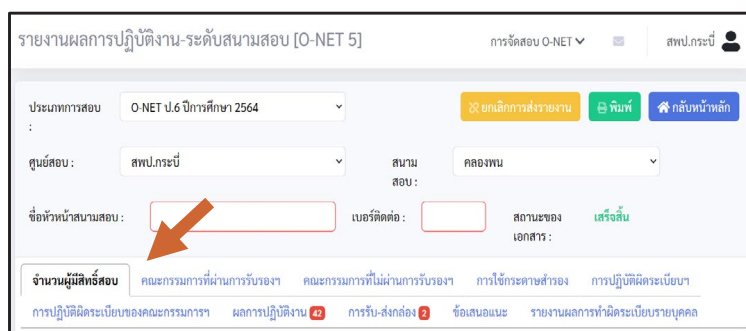 รายงานผลการปฏิบัติงาน-ระดับสนามสอบ [O-NET 5] การจัดสอบ O-NET สพป.กระบี่
ประเภทการสอบ : O-NET ป.6 ปีการศึกษา 2564 ยกเลิกการส่งรายงาน พิมพ์ กลับหน้าหลัก
ศูนย์สอบ : สพป.กระบี่ สนามสอบ : คลองพน
ชื่อหัวหน้าสนามสอบ : เบอร์ติดต่อ : สถานะของเอกสาร : เสร็จสิ้น
จำนวนผู้มีสิทธิ์สอบ คณะกรรมการที่ผ่านการรับรองฯ คณะกรรมการที่ไม่ผ่านการรับรองฯ การใช้กระดาษสำรอง การปฏิบัติผิดระเบียบฯ
การปฏิบัติผิดระเบียบของคณะกรรมการฯ ผลการปฏิบัติงาน 42 การรับ-ส่งกล่อง 2 ข้อเสนอแนะ รายงานผลการทำผิดระเบียบรายบุคคล